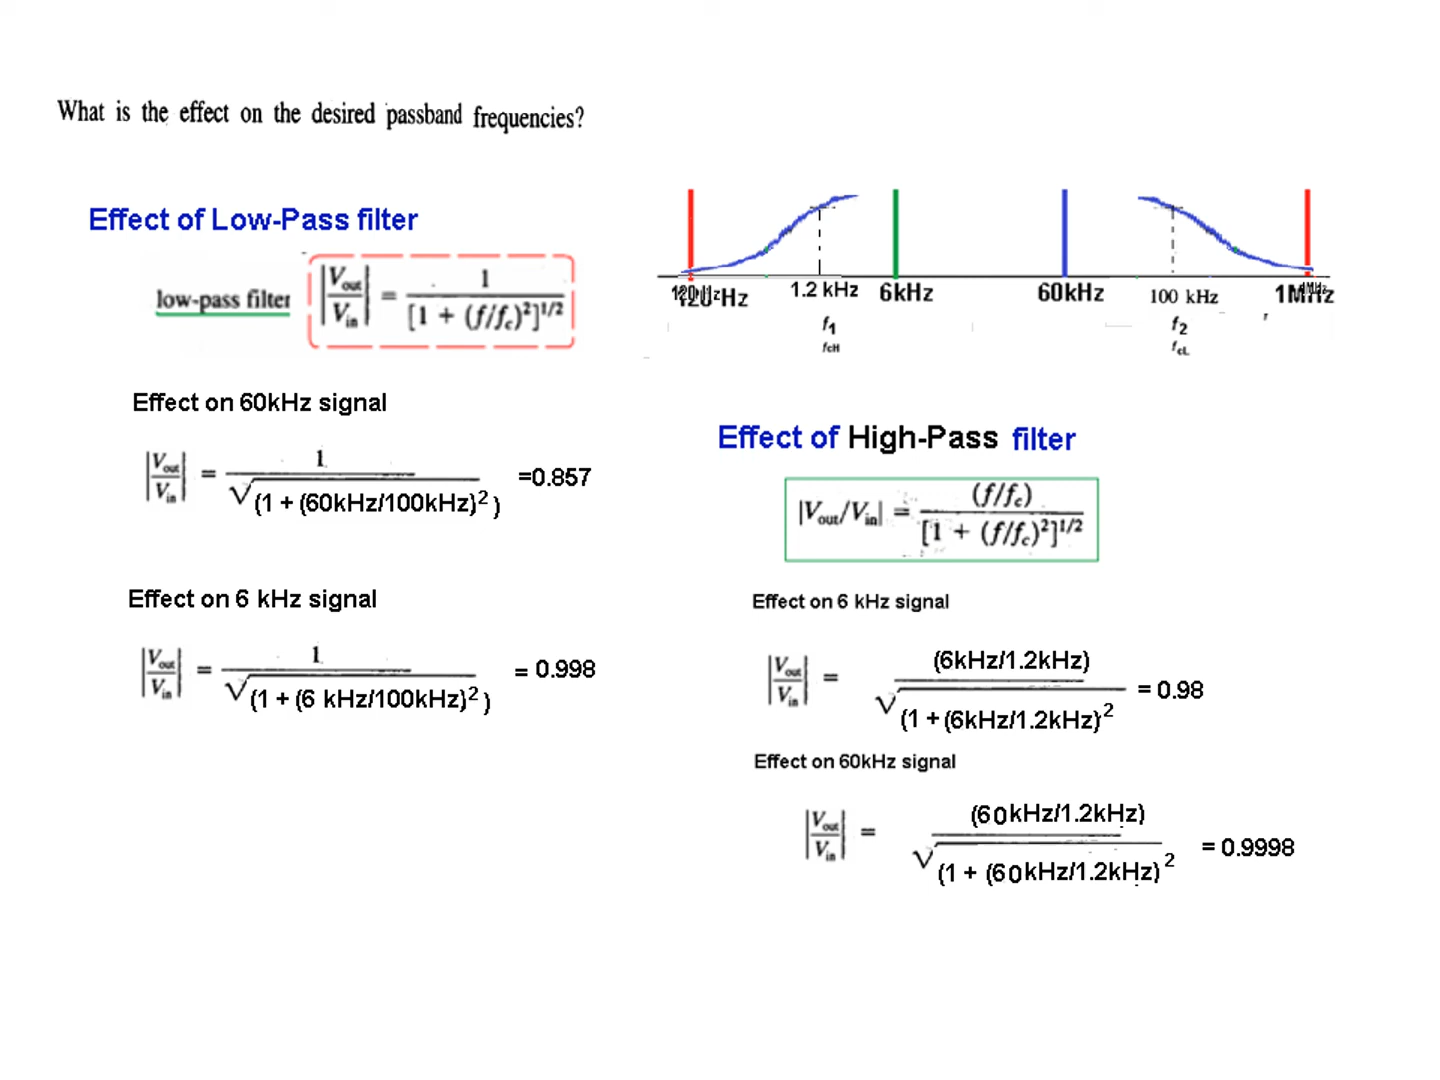 What is the effect on the desired passband frequencies?
Effect of Low-Pass filter
low-pass filter |Vout/Vin| = 1/[1 + (f/fc)²]^1/2
Effect on 60kHz signal
|Vout/Vin| = 1/√(1 + (60kHz/100kHz)²) =0.857
Effect on 6 kHz signal
|Vout/Vin| = 1/√(1 + (6 kHz/100kHz)²) = 0.998
120Hz 1.2 kHz 6kHz 60kHz 100 kHz 1MHz
f1 f2
fcH fcL
Effect of High-Pass filter
|Vout/Vin| = (f/fc)/[1 + (f/fc)²]^1/2
Effect on 6 kHz signal
|Vout/Vin| = (6kHz/1.2kHz)/√(1 + (6kHz/1.2kHz)² = 0.98
Effect on 60kHz signal
|Vout/Vin| = (60kHz/1.2kHz)/√(1 + (60kHz/1.2kHz)² = 0.9998